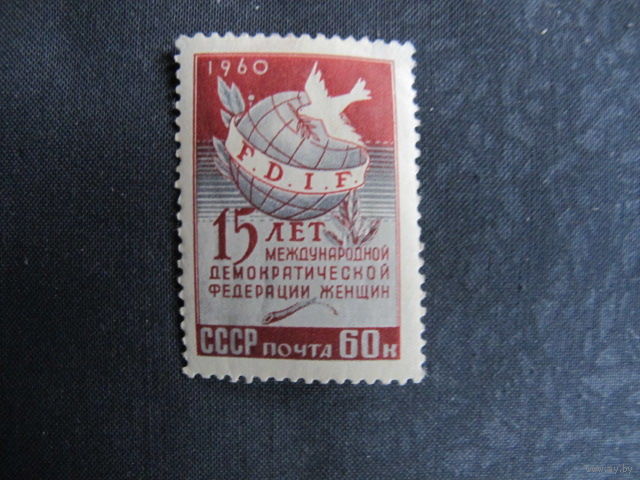 1960
F.D.I.F.
15 ЛЕТ
МЕЖДУНАРОДНОЙ
ДЕМОКРАТИЧЕСКОЙ
ФЕДЕРАЦИИ ЖЕНЩИН
СССР ПОЧТА 60К